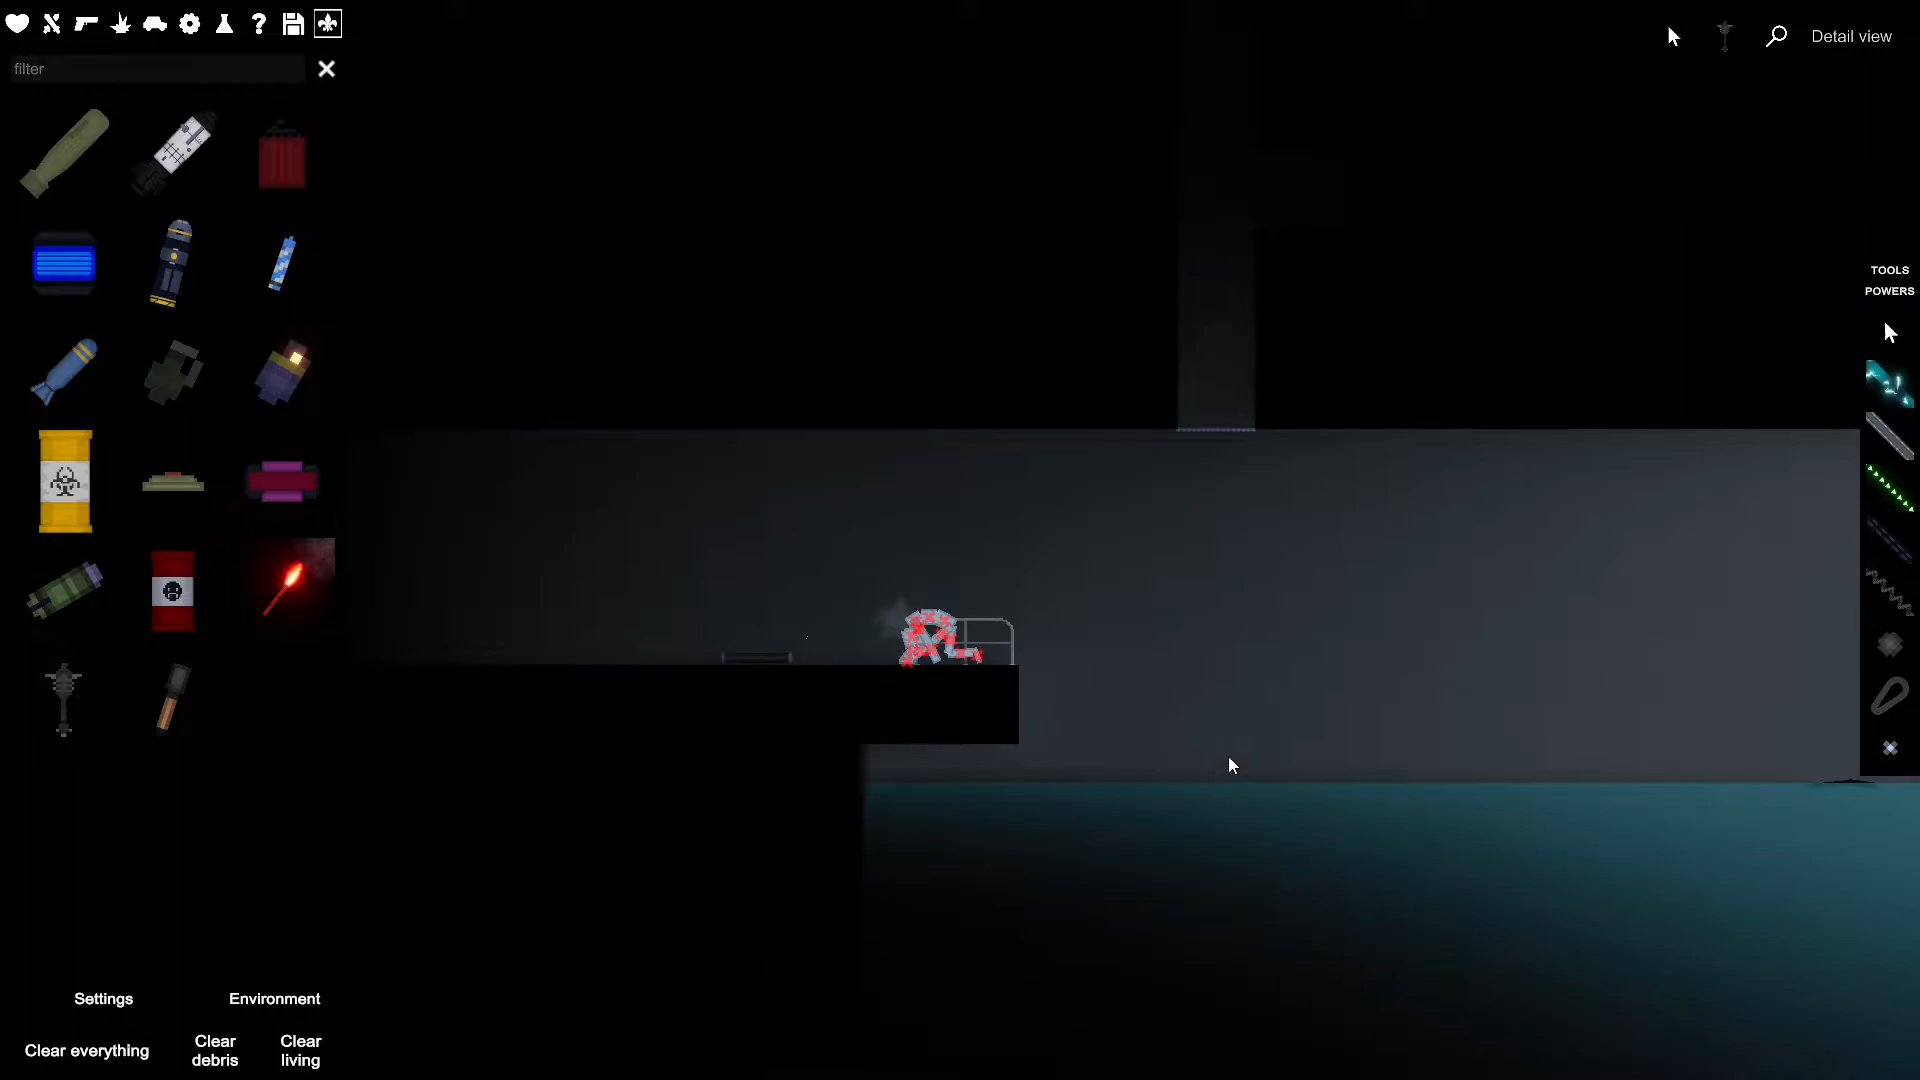 filter
Detail view
TOOLS
POWERS
Settings
Environment
Clear everything
Clear
debris
Clear
living